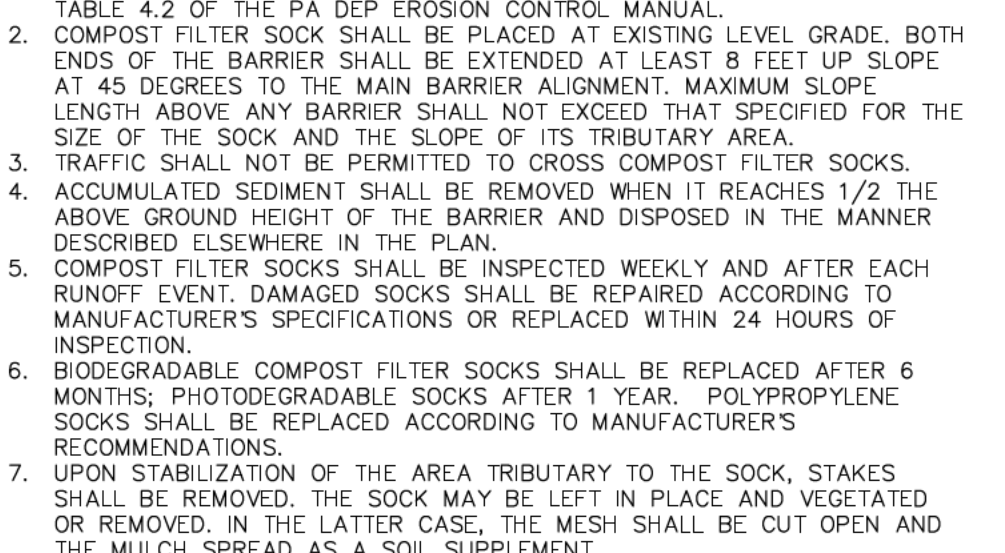 TABLE 4.2 OF THE PA DEP EROSION CONTROL MANUAL.
2. COMPOST FILTER SOCK SHALL BE PLACED AT EXISTING LEVEL GRADE. BOTH
ENDS OF THE BARRIER SHALL BE EXTENDED AT LEAST 8 FEET UP SLOPE
AT 45 DEGREES TO THE MAIN BARRIER ALIGNMENT. MAXIMUM SLOPE
LENGTH ABOVE ANY BARRIER SHALL NOT EXCEED THAT SPECIFIED FOR THE
SIZE OF THE SOCK AND THE SLOPE OF ITS TRIBUTARY AREA.
3. TRAFFIC SHALL NOT BE PERMITTED TO CROSS COMPOST FILTER SOCKS.
4. ACCUMULATED SEDIMENT SHALL BE REMOVED WHEN IT REACHES 1/2 THE
ABOVE GROUND HEIGHT OF THE BARRIER AND DISPOSED IN THE MANNER
DESCRIBED ELSEWHERE IN THE PLAN.
5. COMPOST FILTER SOCKS SHALL BE INSPECTED WEEKLY AND AFTER EACH
RUNOFF EVENT. DAMAGED SOCKS SHALL BE REPAIRED ACCORDING TO
MANUFACTURER'S SPECIFICATIONS OR REPLACED WITHIN 24 HOURS OF
INSPECTION.
6. BIODEGRADABLE COMPOST FILTER SOCKS SHALL BE REPLACED AFTER 6
MONTHS; PHOTODEGRADABLE SOCKS AFTER 1 YEAR. POLYPROPYLENE
SOCKS SHALL BE REPLACED ACCORDING TO MANUFACTURER'S
RECOMMENDATIONS.
7. UPON STABILIZATION OF THE AREA TRIBUTARY TO THE SOCK, STAKES
SHALL BE REMOVED. THE SOCK MAY BE LEFT IN PLACE AND VEGETATED
OR REMOVED. IN THE LATTER CASE, THE MESH SHALL BE CUT OPEN AND
THE MULCH SPREAD AS A SOIL SUPPLEMENT.